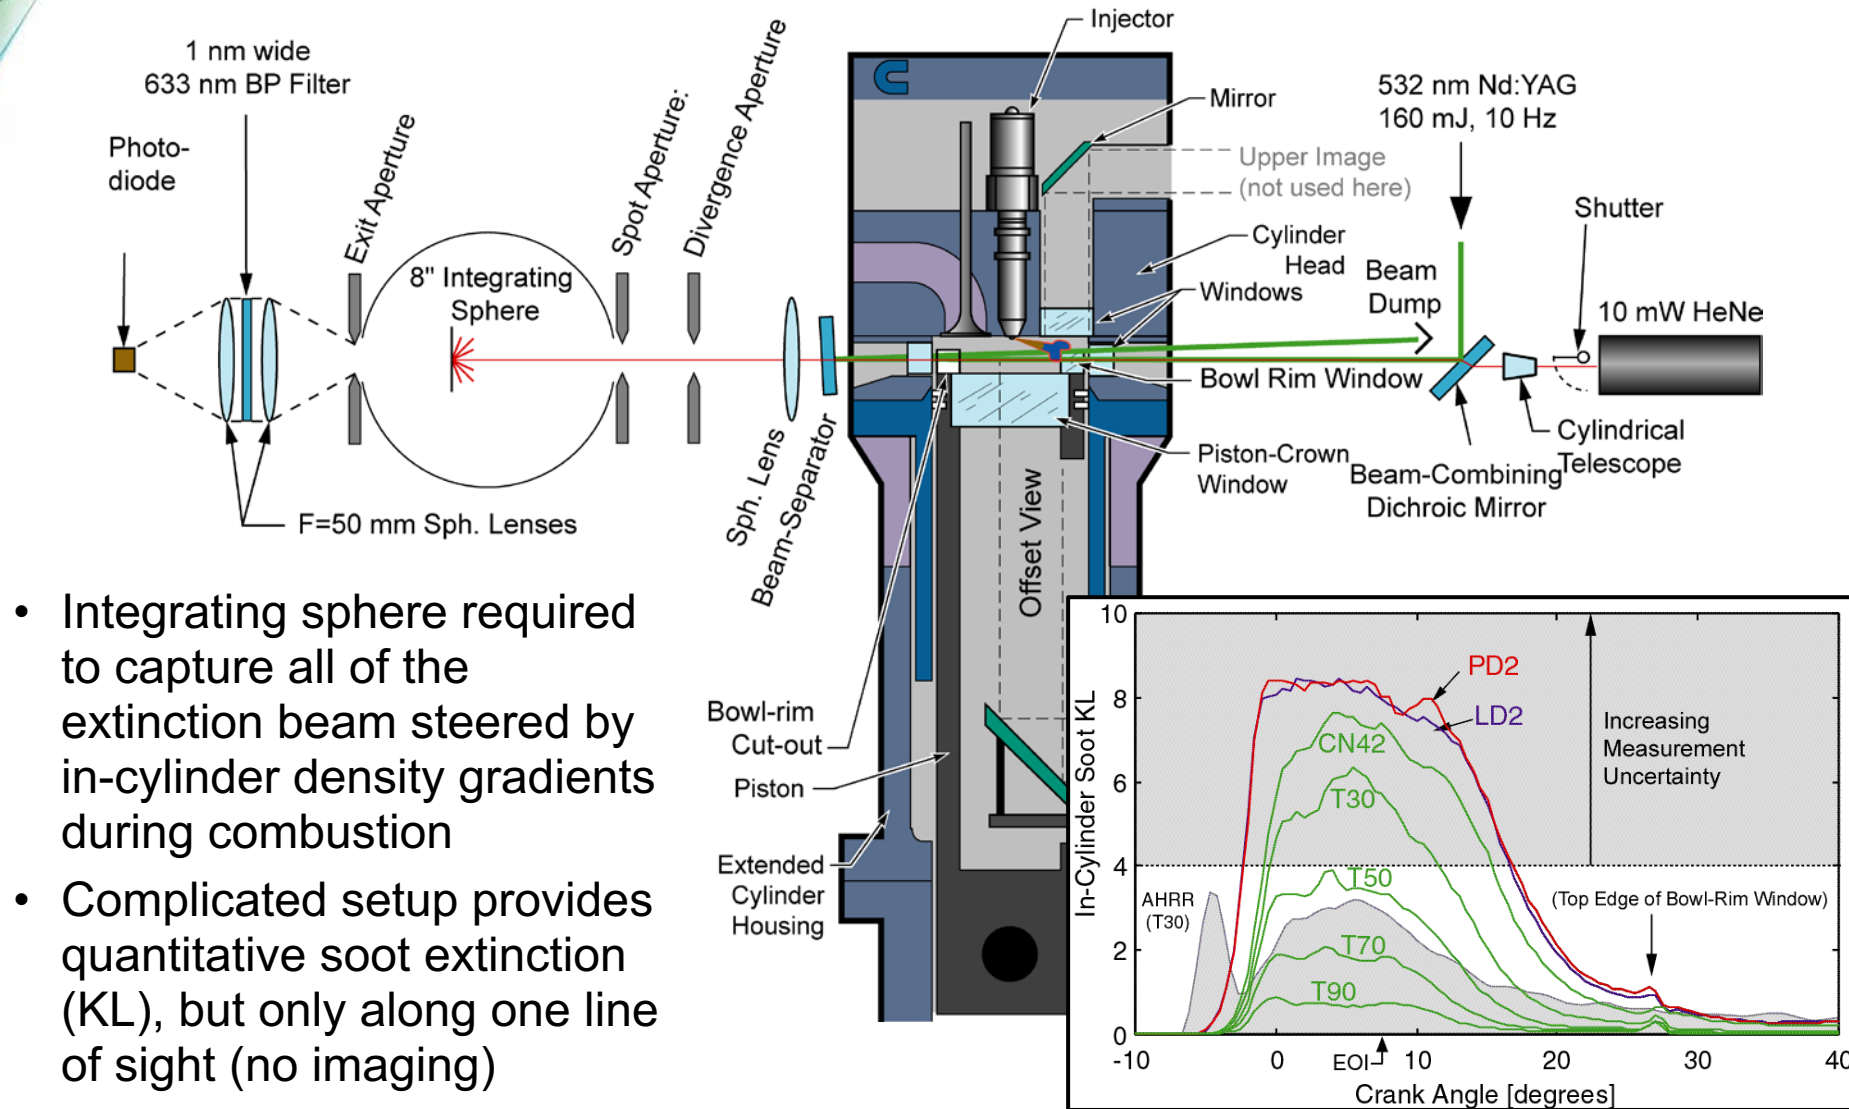 1 nm wide
633 nm BP Filter
Photo-
diode
Exit Aperture
8" Integrating
Sphere
Spot Aperture:
Divergence Aperture
F=50 mm Sph. Lenses
Sph. Lens
Beam-Separator
Injector
Mirror
Upper Image
(not used here)
Cylinder
Head
Windows
Beam
Dump
532 nm Nd:YAG
160 mJ, 10 Hz
Shutter
10 mW HeNe
Bowl Rim Window
Piston-Crown
Window
Beam-Combining
Dichroic Mirror
Cylindrical
Telescope
Offset View
Bowl-rim
Cut-out
Piston
Extended
Cylinder
Housing
• Integrating sphere required
to capture all of the
extinction beam steered by
in-cylinder density gradients
during combustion
• Complicated setup provides
quantitative soot extinction
(KL), but only along one line
of sight (no imaging)
In-Cylinder Soot KL
10
8
6
4
2
0
PD2
LD2
CN42
T30
T50
T70
T90
AHRR
(T30)
Increasing
Measurement
Uncertainty
(Top Edge of Bowl-Rim Window)
-10
0
EOI
10
20
30
40
Crank Angle [degrees]